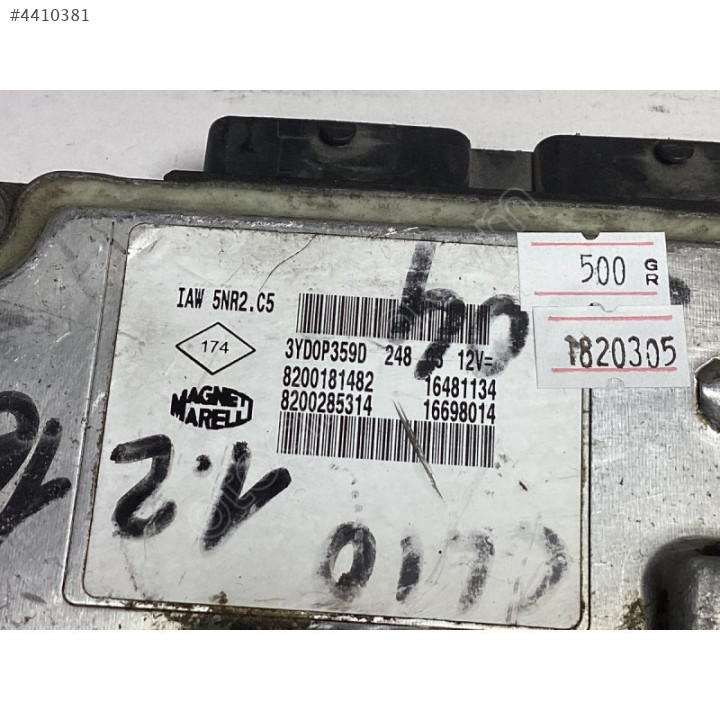 #4410381
500 GR
1820305
IAW 5NR2.C5
174
3YD0P359D 248 12V=
8200181482 16481134
8200285314 16698014
MAGNETI
MARELLI
1.2
CLIO